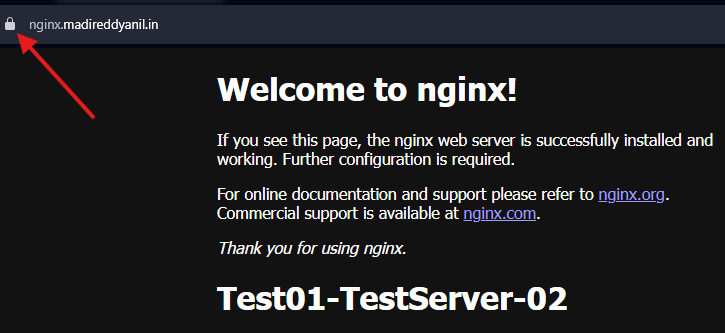 nginx.madireddyanil.in
Welcome to nginx!
If you see this page, the nginx web server is successfully installed and
working. Further configuration is required.
For online documentation and support please refer to nginx.org.
Commercial support is available at nginx.com.
Thank you for using nginx.
Test01-TestServer-02